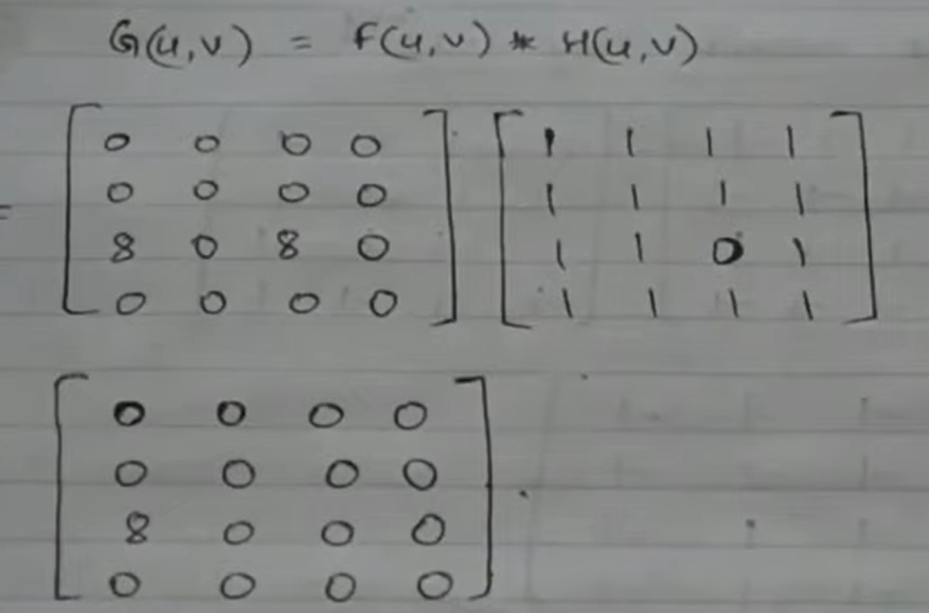 G(u,v) = F(u,v) * H(u,v)
= [ 0 0 0 0 ] [ 1 1 1 1 ]
[ 0 0 0 0 ] [ 1 1 1 1 ]
[ 8 0 8 0 ] [ 1 1 0 1 ]
[ 0 0 0 0 ] [ 1 1 1 1 ]
[ 0 0 0 0 ]
[ 0 0 0 0 ]
[ 8 0 0 0 ]
[ 0 0 0 0 ]